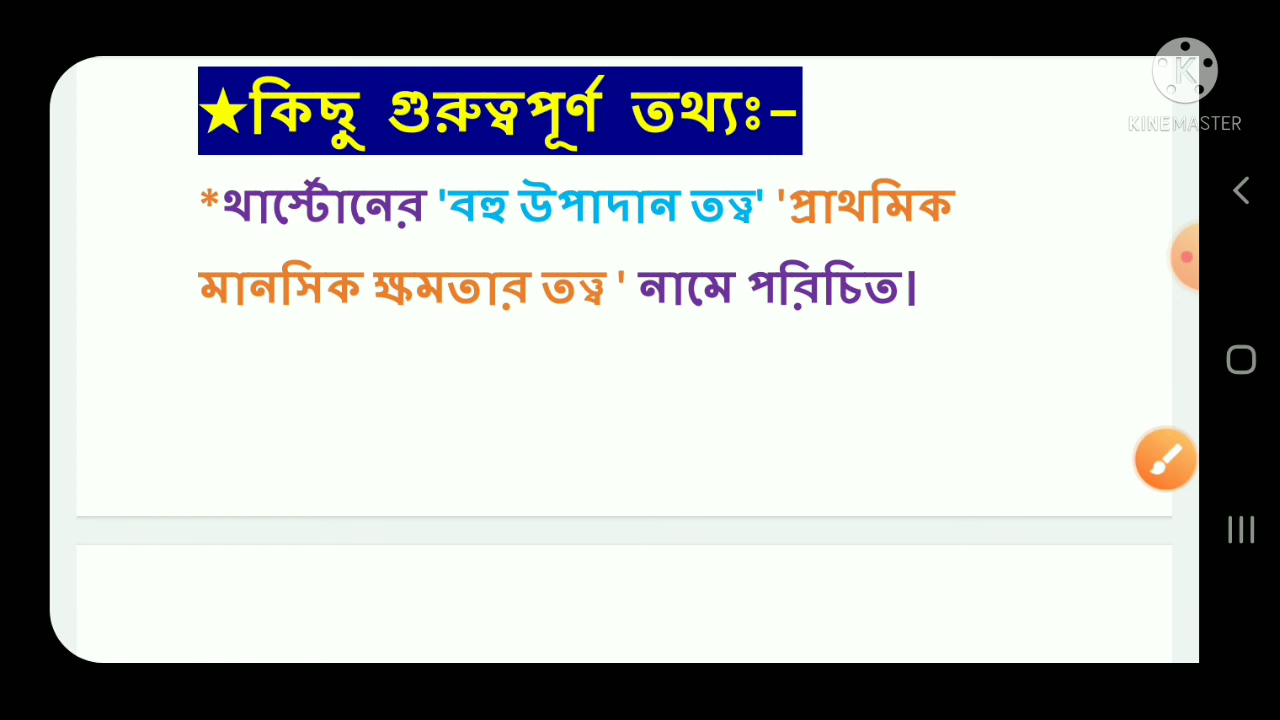 ★কিছু গুরুত্বপূর্ণ তথ্যঃ-
*থার্স্টোনের 'বহু উপাদান তত্ত্ব' 'প্রাথমিক
মানসিক ক্ষমতার তত্ত্ব ' নামে পরিচিত।
K
KINEMASTER